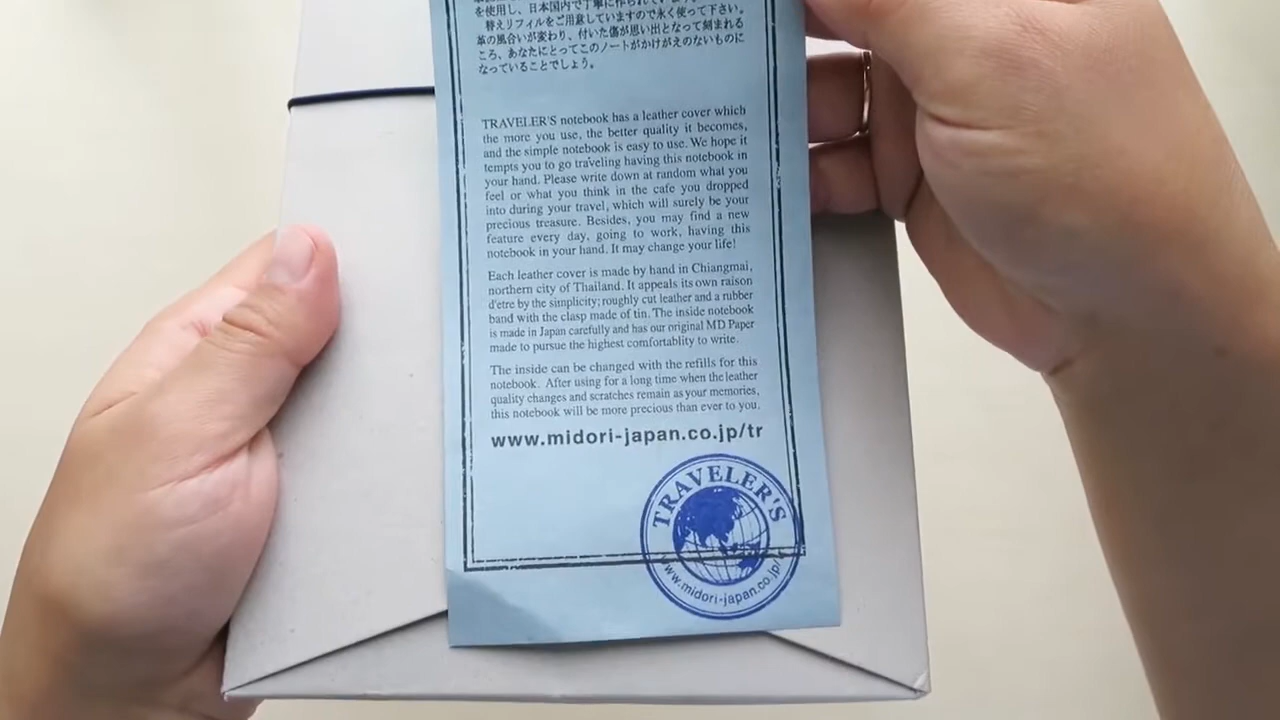 を使用し、日本国内で丁寧に作られています。
替えリフィルをご用意していますので永く使って下さい。
革の風合いが変わり、付いた傷が思い出となって刻まれる
ころ、あなたにとってこのノートがかけがえのないものに
なっていることでしょう。
TRAVELER'S notebook has a leather cover which
the more you use, the better quality it becomes,
and the simple notebook is easy to use. We hope it
tempts you to go traveling having this notebook in
your hand. Please write down at random what you
feel or what you think in the cafe you dropped
into during your travel, which will surely be your
precious treasure. Besides, you may find a new
feature every day, going to work, having this
notebook in your hand. It may change your life!
Each leather cover is made by hand in Chiangmai,
northern city of Thailand. It appeals its own raison
d'etre by the simplicity; roughly cut leather and a rubber
band with the clasp made of tin. The inside notebook
is made in Japan carefully and has our original MD Paper
made to pursue the highest comfortablity to write.
The inside can be changed with the refills for this
notebook. After using for a long time when the leather
quality changes and scratches remain as your memories,
this notebook will be more precious than ever to you.
www.midori-japan.co.jp/tr
TRAVELER'S
www.midori-japan.co.jp/